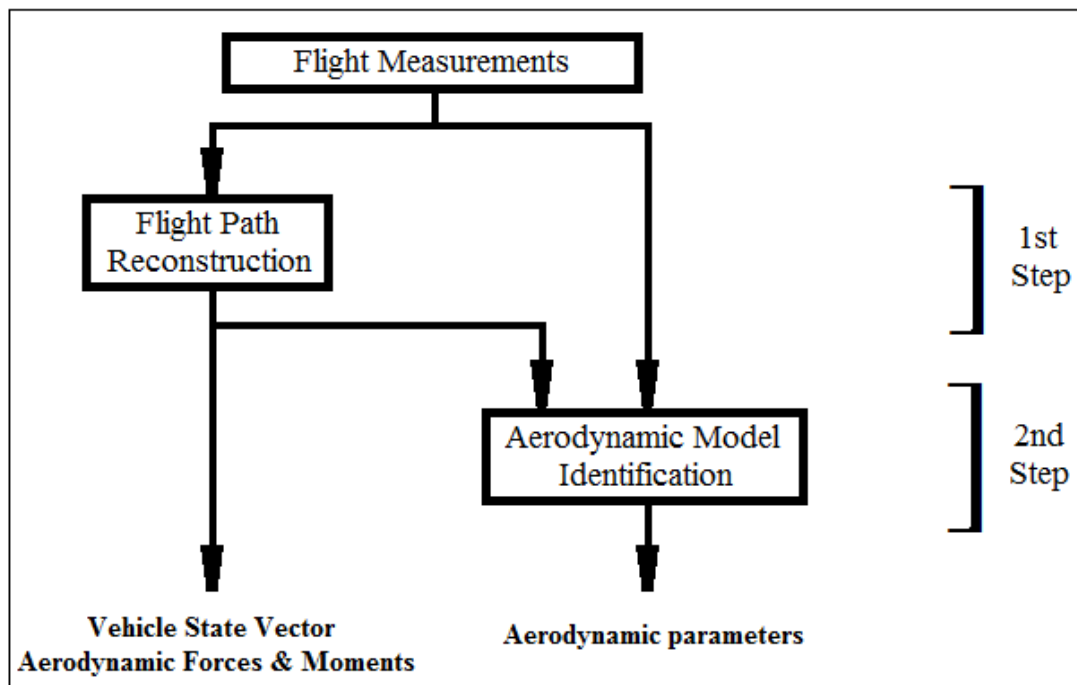 Flight Measurements
Flight Path
Reconstruction
1st
Step
Aerodynamic Model
Identification
2nd
Step
Vehicle State Vector
Aerodynamic Forces & Moments
Aerodynamic parameters